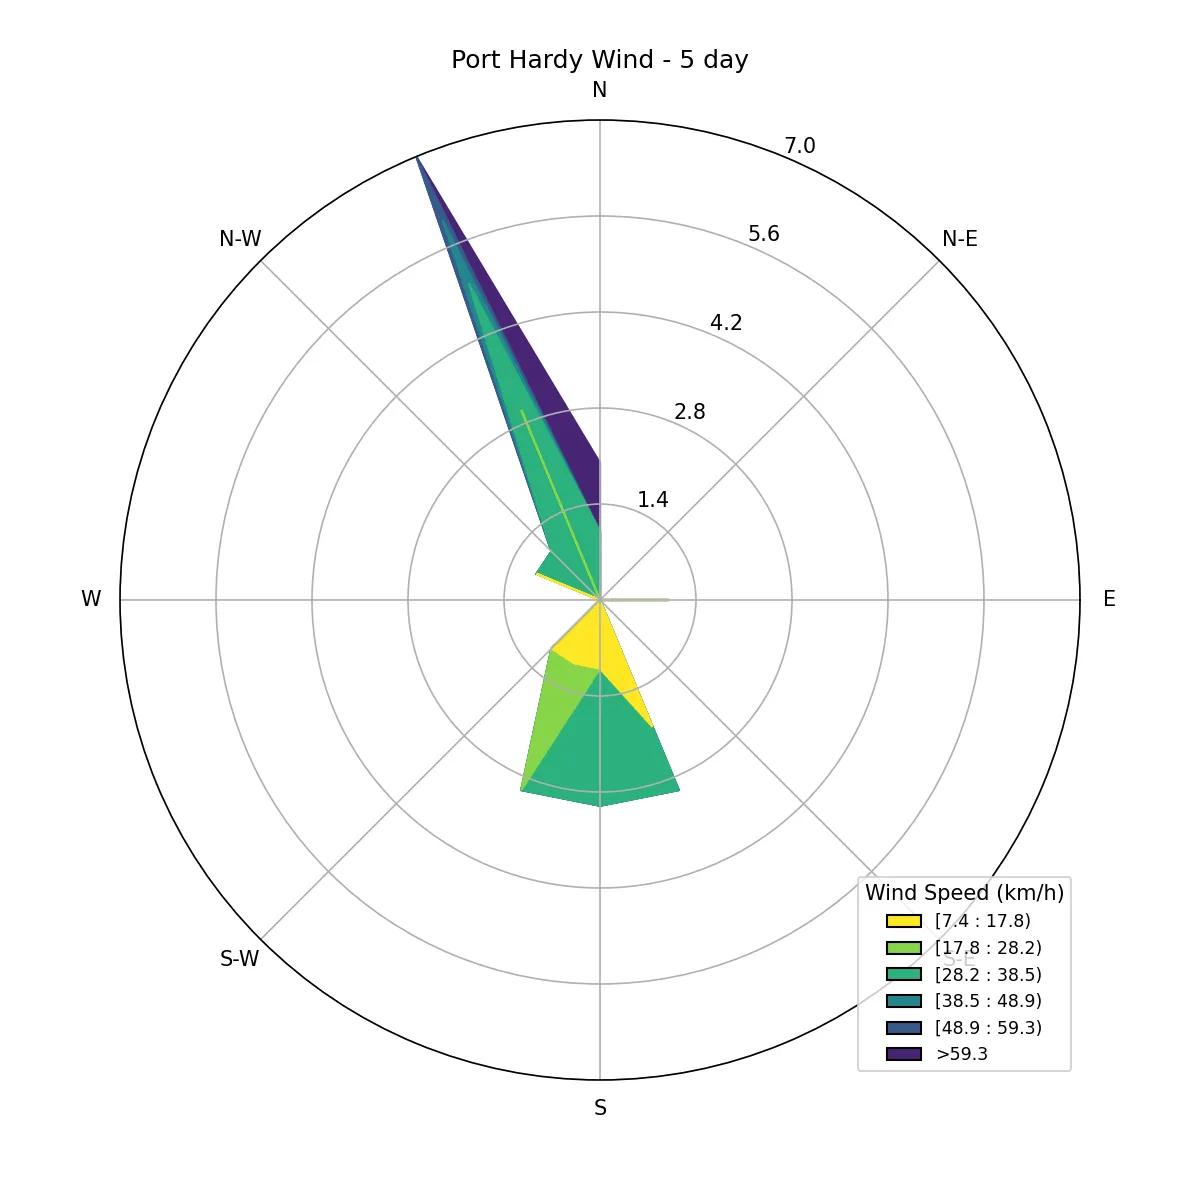 Port Hardy Wind - 5 day
N
7.0
N-W
N-E
5.6
4.2
2.8
1.4
W
E
Wind Speed (km/h)
[7.4 : 17.8)
[17.8 : 28.2)
S-W
S-E
[28.2 : 38.5)
[38.5 : 48.9)
[48.9 : 59.3)
>59.3
S